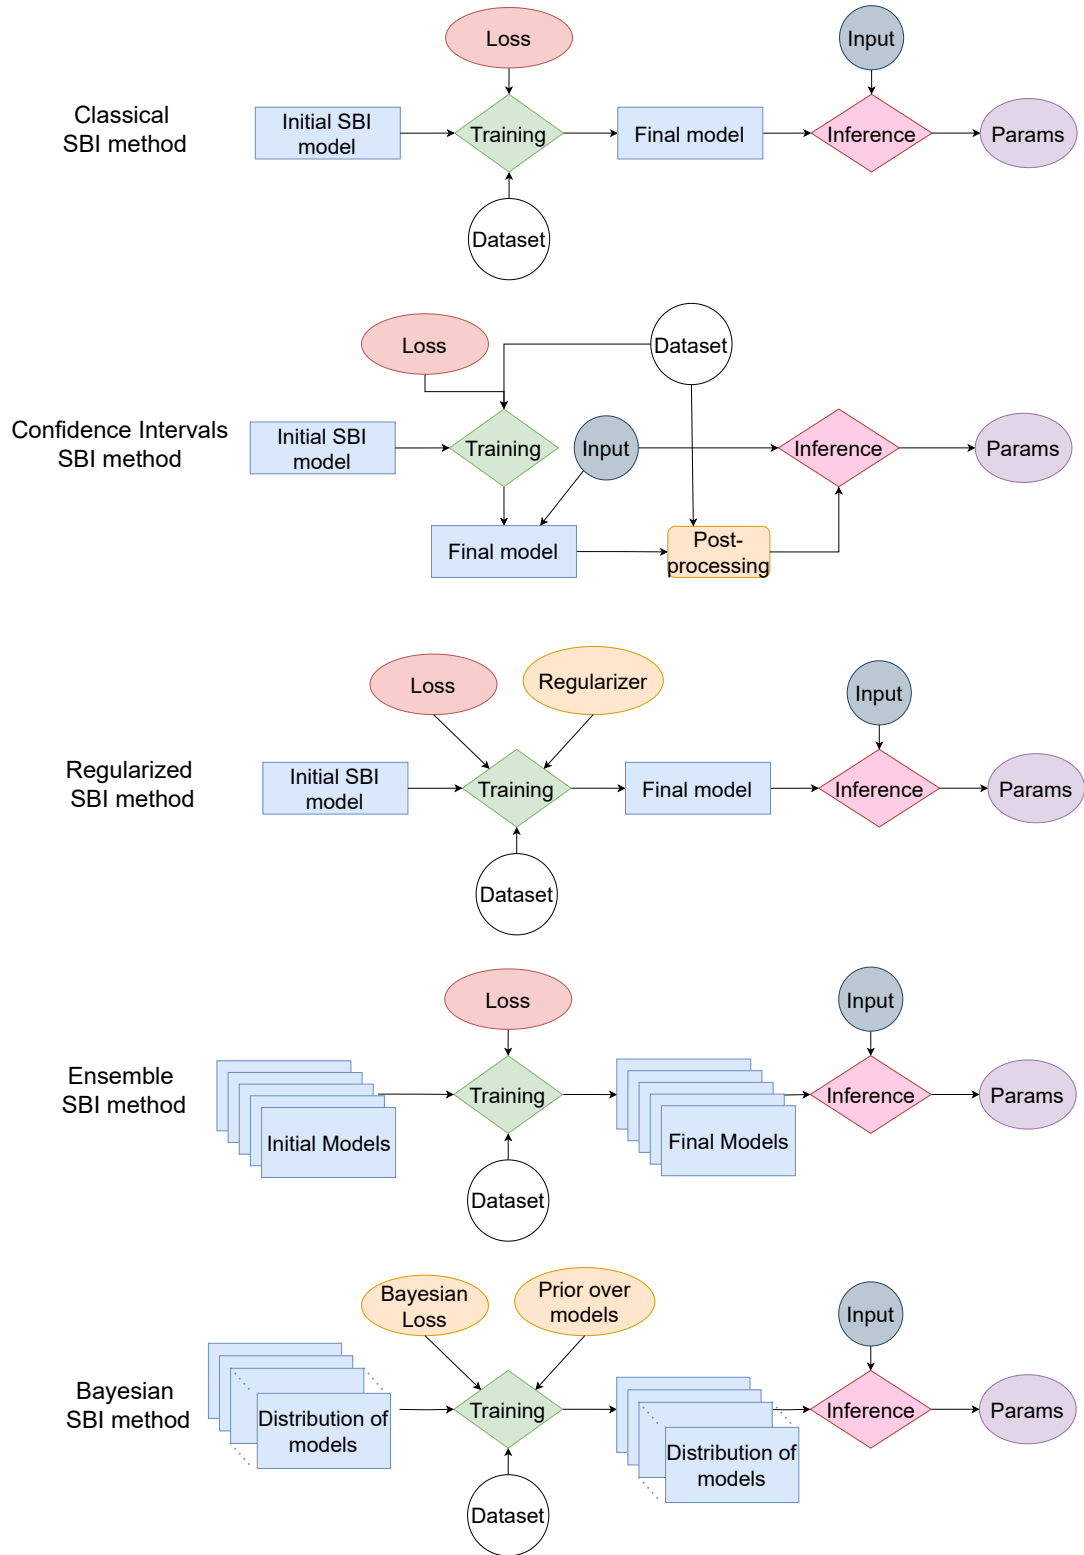 Loss
Input
Classical
SBI method
Initial SBI
model
Training
Final model
Inference
Params
Dataset
Loss
Dataset
Confidence Intervals
SBI method
Initial SBI
model
Training
Input
Inference
Params
Final model
Post-
processing
Loss
Regularizer
Input
Regularized
SBI method
Initial SBI
model
Training
Final model
Inference
Params
Dataset
Loss
Input
Ensemble
SBI method
Initial Models
Training
Final Models
Inference
Params
Dataset
Bayesian
Loss
Prior over
models
Input
Bayesian
SBI method
Distribution of
models
Training
Distribution of
models
Inference
Params
Dataset